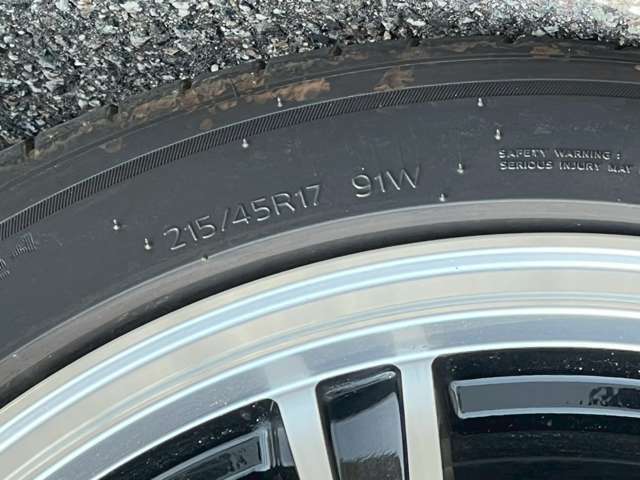 215/45R17 91W
SAFETY WARNING :
SERIOUS INJURY MAY